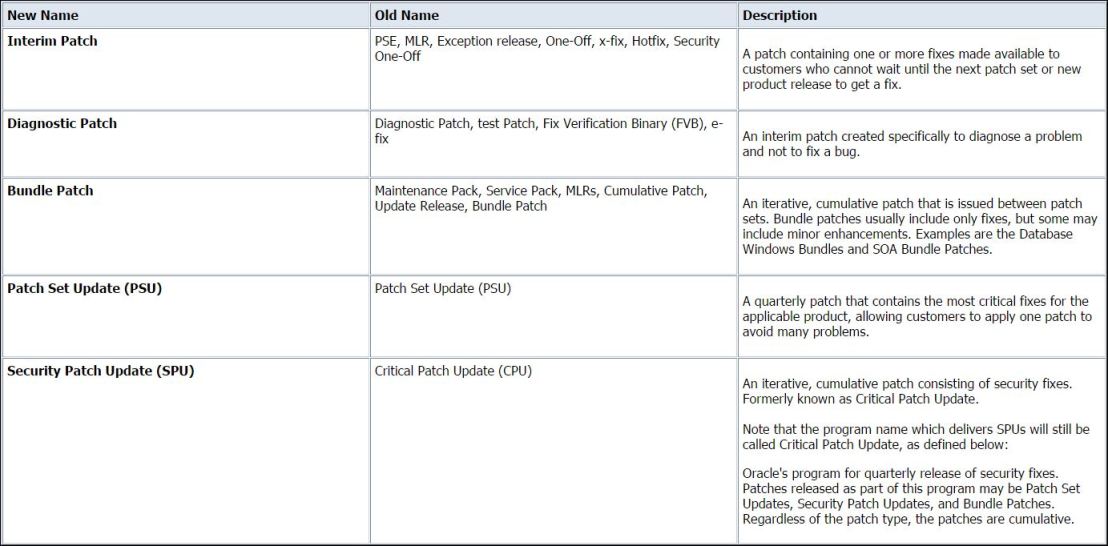 New Name Old Name Description
Interim Patch
PSE, MLR, Exception release, One-Off, x-fix, Hotfix, Security
One-Off
A patch containing one or more fixes made available to
customers who cannot wait until the next patch set or new
product release to get a fix.
Diagnostic Patch
Diagnostic Patch, test Patch, Fix Verification Binary (FVB), e-
fix
An interim patch created specifically to diagnose a problem
and not to fix a bug.
Bundle Patch
Maintenance Pack, Service Pack, MLRs, Cumulative Patch,
Update Release, Bundle Patch
An iterative, cumulative patch that is issued between patch
sets. Bundle patches usually include only fixes, but some may
include minor enhancements. Examples are the Database
Windows Bundles and SOA Bundle Patches.
Patch Set Update (PSU)
Patch Set Update (PSU)
A quarterly patch that contains the most critical fixes for the
applicable product, allowing customers to apply one patch to
avoid many problems.
Security Patch Update (SPU)
Critical Patch Update (CPU)
An iterative, cumulative patch consisting of security fixes.
Formerly known as Critical Patch Update.
Note that the program name which delivers SPUs will still be
called Critical Patch Update, as defined below:
Oracle's program for quarterly release of security fixes.
Patches released as part of this program may be Patch Set
Updates, Security Patch Updates, and Bundle Patches.
Regardless of the patch type, the patches are cumulative.